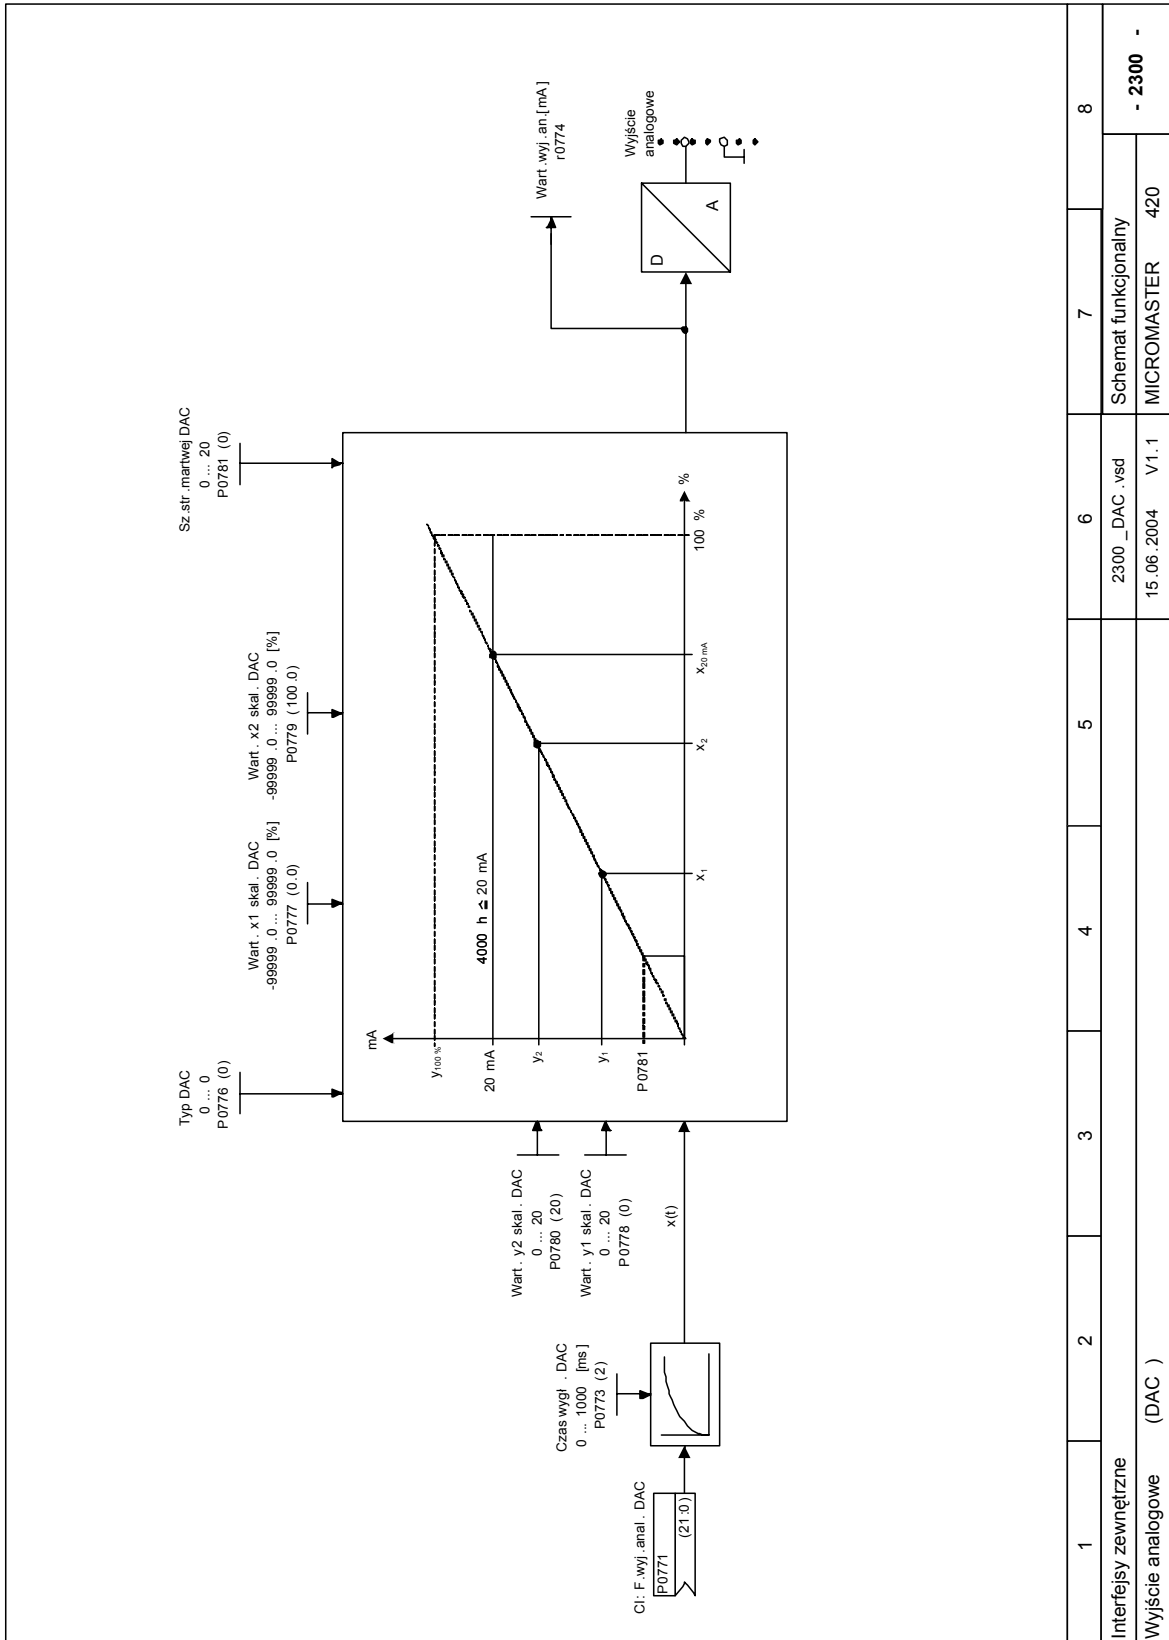 Typ DAC
0 ... 0
P0776 (0)
Wart. x1 skal. DAC
-99999 .0 ... 99999 .0 [%]
P0777 (0.0)
Wart. x2 skal. DAC
-99999 .0 ... 99999 .0 [%]
P0779 (100.0)
Sz.str.martwej DAC
0 ... 20
P0781 (0)
mA
y100 %
20 mA
y2
y1
P0781
4000 h ≙ 20 mA
x1
x2
x20 mA
100 %
%
Wart. y2 skal. DAC
0 ... 20
P0780 (20)
Wart. y1 skal. DAC
0 ... 20
P0778 (0)
x(t)
Czas wygł . DAC
0 ... 1000 [ms]
P0773 (2)
CI: F.wyj.anal. DAC
P0771
(21:0)
Wart.wyj.an.[mA]
r0774
D
A
Wyjście
analogowe
1 2 3 4 5 6 7 8
Interfejsy zewnętrzne
2300 _DAC .vsd
Schemat funkcjonalny
- 2300 -
Wyjście analogowe (DAC )
15.06.2004 V1.1
MICROMASTER 420